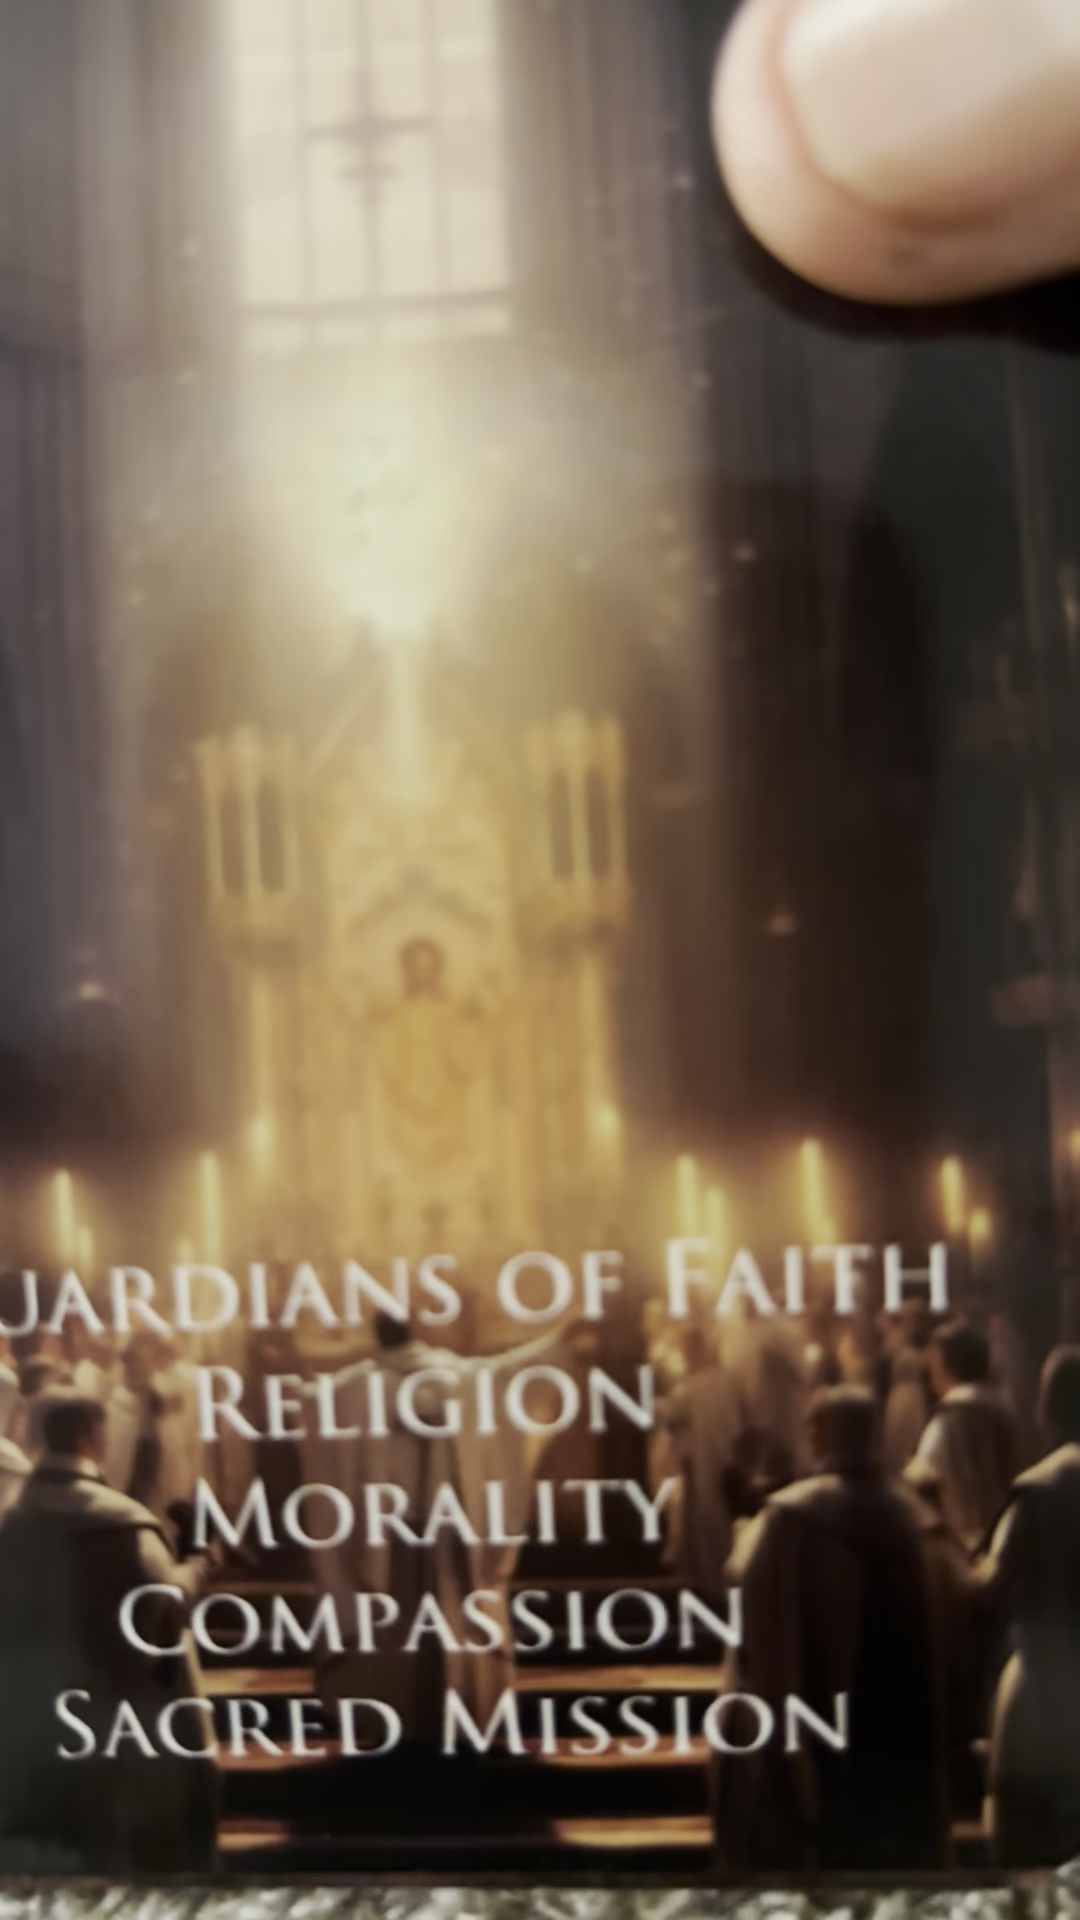 UARDIANS OF FAITH
RELIGION
MORALITY
COMPASSION
SACRED MISSION